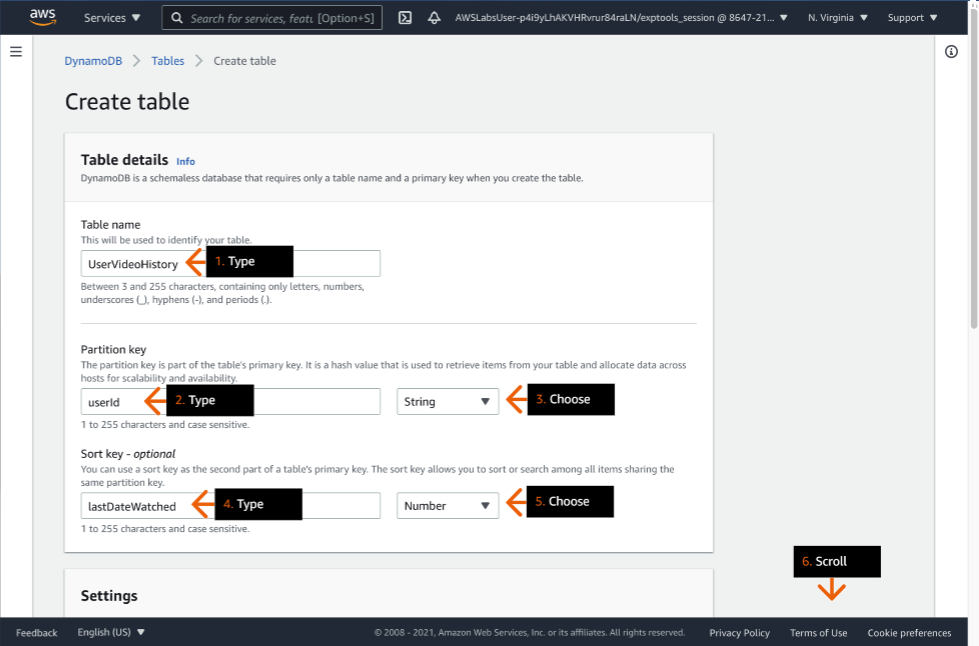 aws Services Search for services, featu [Option+S] AWSLabsUser-p4i9yLhAKVHRvrur84raLN/exptools_session @ 8647-21... N. Virginia Support
DynamoDB > Tables > Create table
Create table
Table details Info
DynamoDB is a schemaless database that requires only a table name and a primary key when you create the table.
Table name
This will be used to identify your table.
UserVideoHistory 1. Type
Between 3 and 255 characters, containing only letters, numbers,
underscores (_), hyphens (-), and periods (.).
Partition key
The partition key is part of the table's primary key. It is a hash value that is used to retrieve items from your table and allocate data across
hosts for scalability and availability.
userId 2. Type String 3. Choose
1 to 255 characters and case sensitive.
Sort key - optional
You can use a sort key as the second part of a table's primary key. The sort key allows you to sort or search among all items sharing the
same partition key.
lastDateWatched 4. Type Number 5. Choose
1 to 255 characters and case sensitive.
6. Scroll
Settings
Feedback English (US) © 2008 - 2021, Amazon Web Services, Inc. or its affiliates. All rights reserved. Privacy Policy Terms of Use Cookie preferences